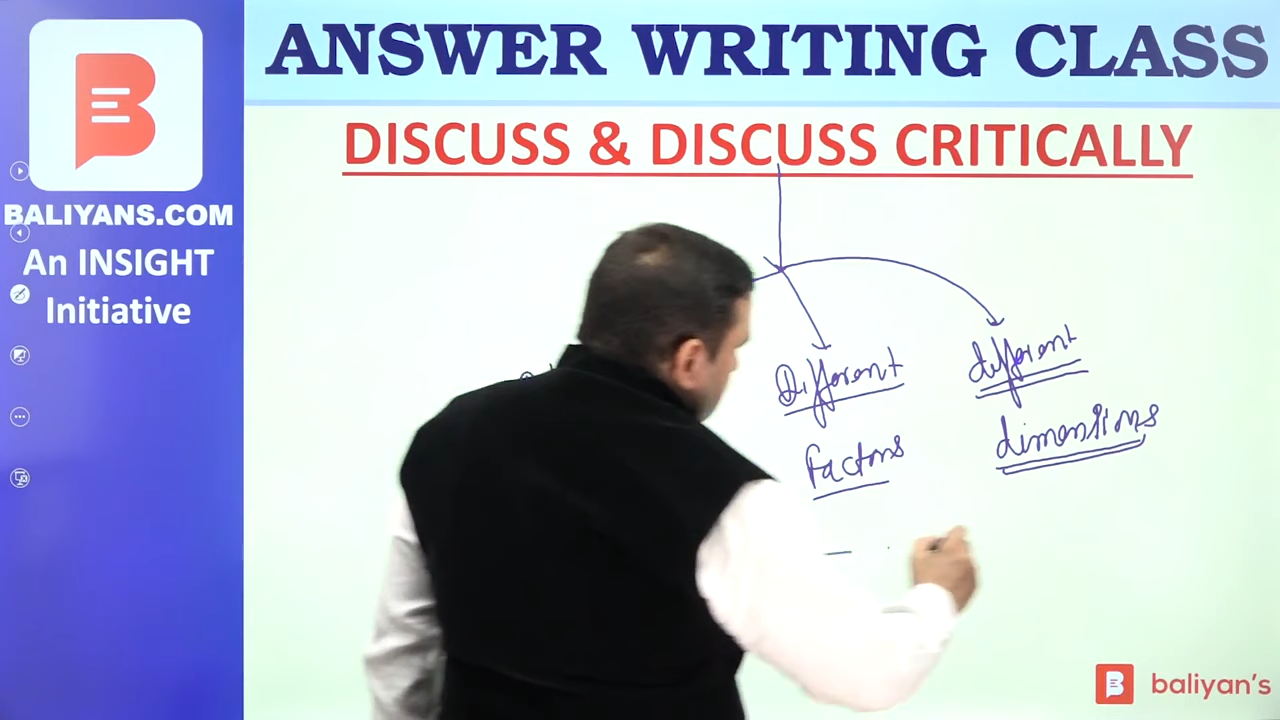 ANSWER WRITING CLASS
DISCUSS & DISCUSS CRITICALLY
BALIYANS.COM
An INSIGHT
Initiative
Different
Factors
different
dimensions
baliyan's